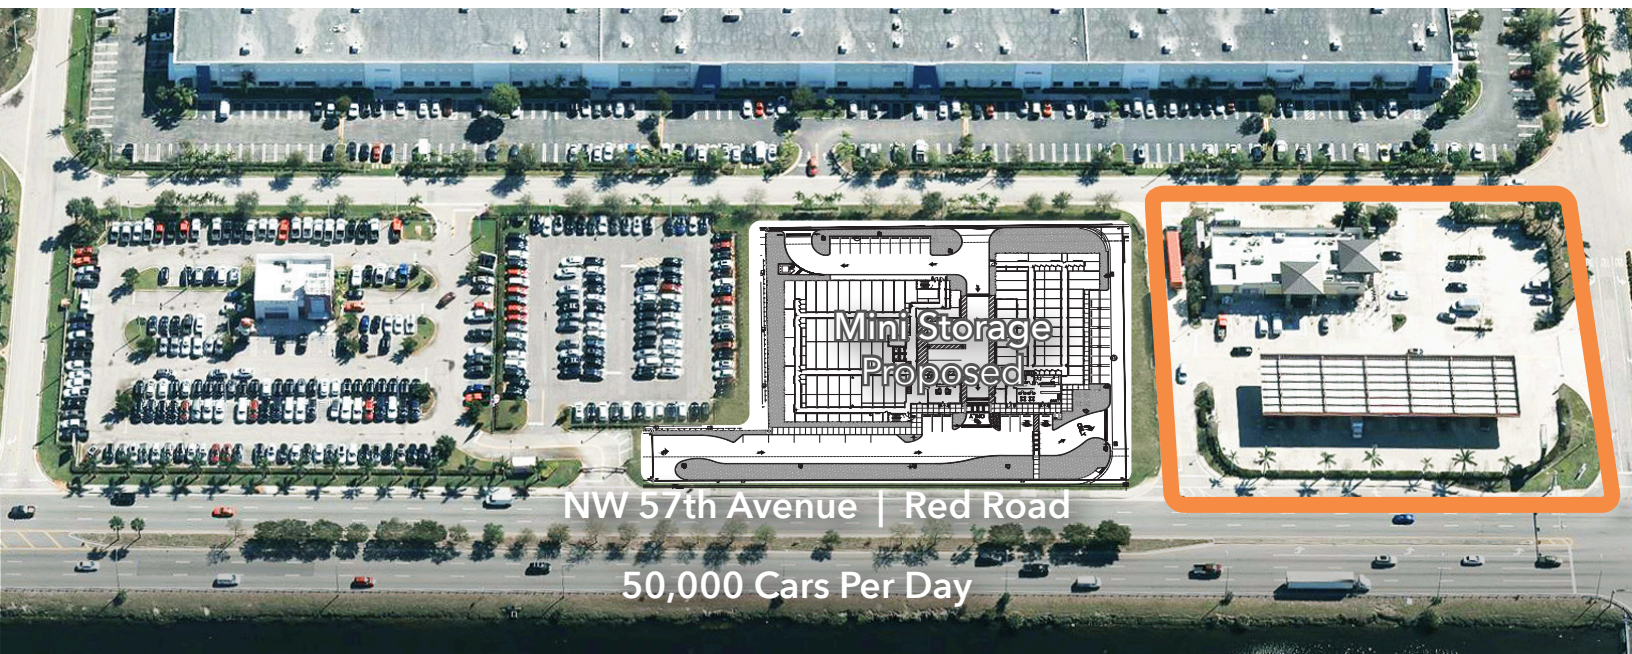 Mini Storage
Proposed
NW 57th Avenue | Red Road
50,000 Cars Per Day